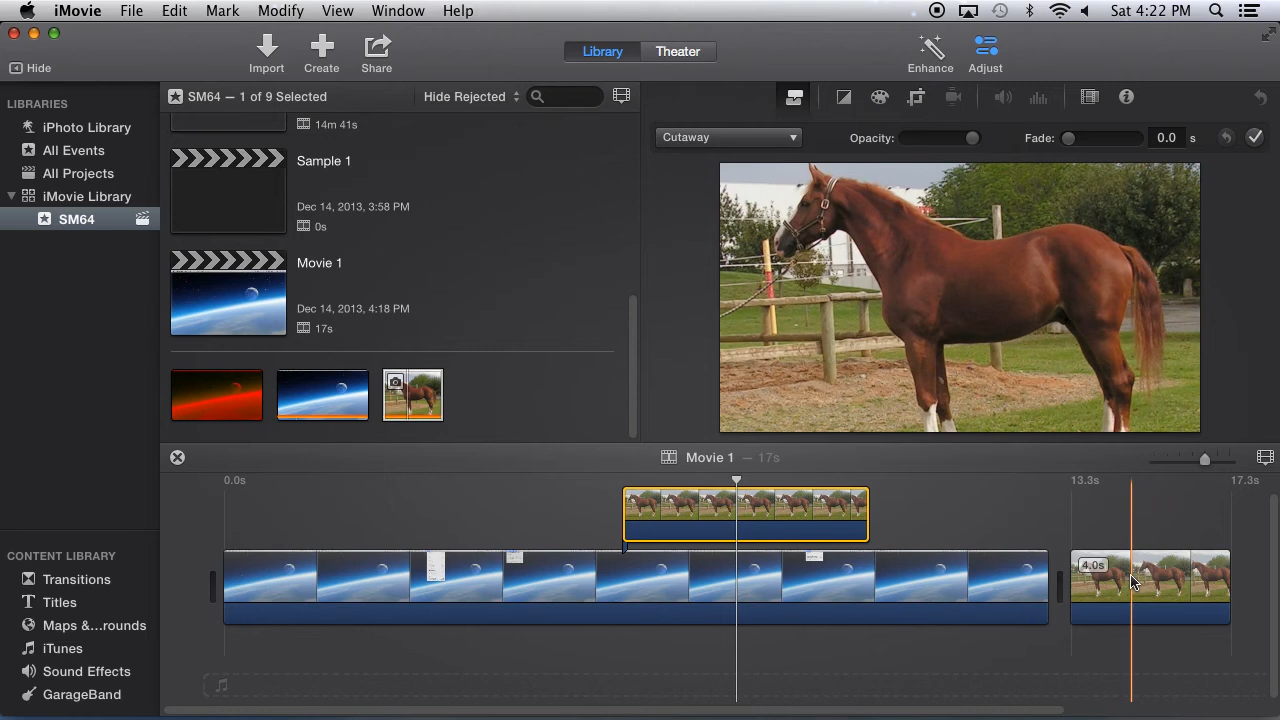 iMovie File Edit Mark Modify View Window Help Sat 4:22 PM
Hide Import Create Share Library Theater Enhance Adjust
LIBRARIES
iPhoto Library
All Events
All Projects
iMovie Library
SM64
CONTENT LIBRARY
Transitions
Titles
Maps &...rounds
iTunes
Sound Effects
GarageBand
SM64 — 1 of 9 Selected Hide Rejected
14m 41s
Sample 1
Dec 14, 2013, 3:58 PM
0s
Movie 1
Dec 14, 2013, 4:18 PM
17s
Cutaway Opacity: Fade: 0.0 s
Movie 1 — 17s
0.0s 13.3s 17.3s
4.0s